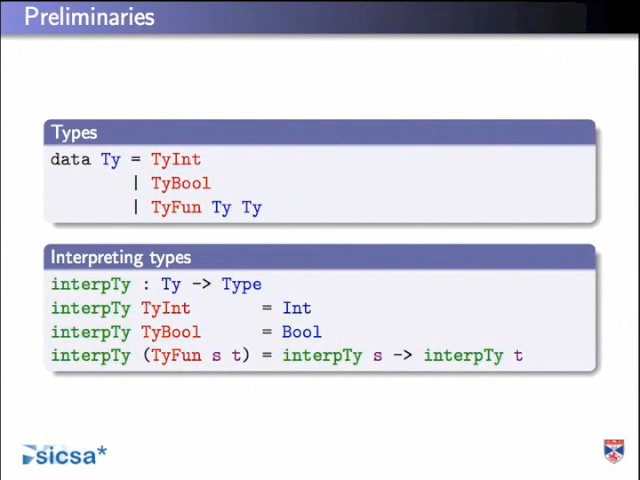 Preliminaries
Types
data Ty = TyInt
| TyBool
| TyFun Ty Ty
Interpreting types
interpTy : Ty -> Type
interpTy TyInt = Int
interpTy TyBool = Bool
interpTy (TyFun s t) = interpTy s -> interpTy t
sicsa*